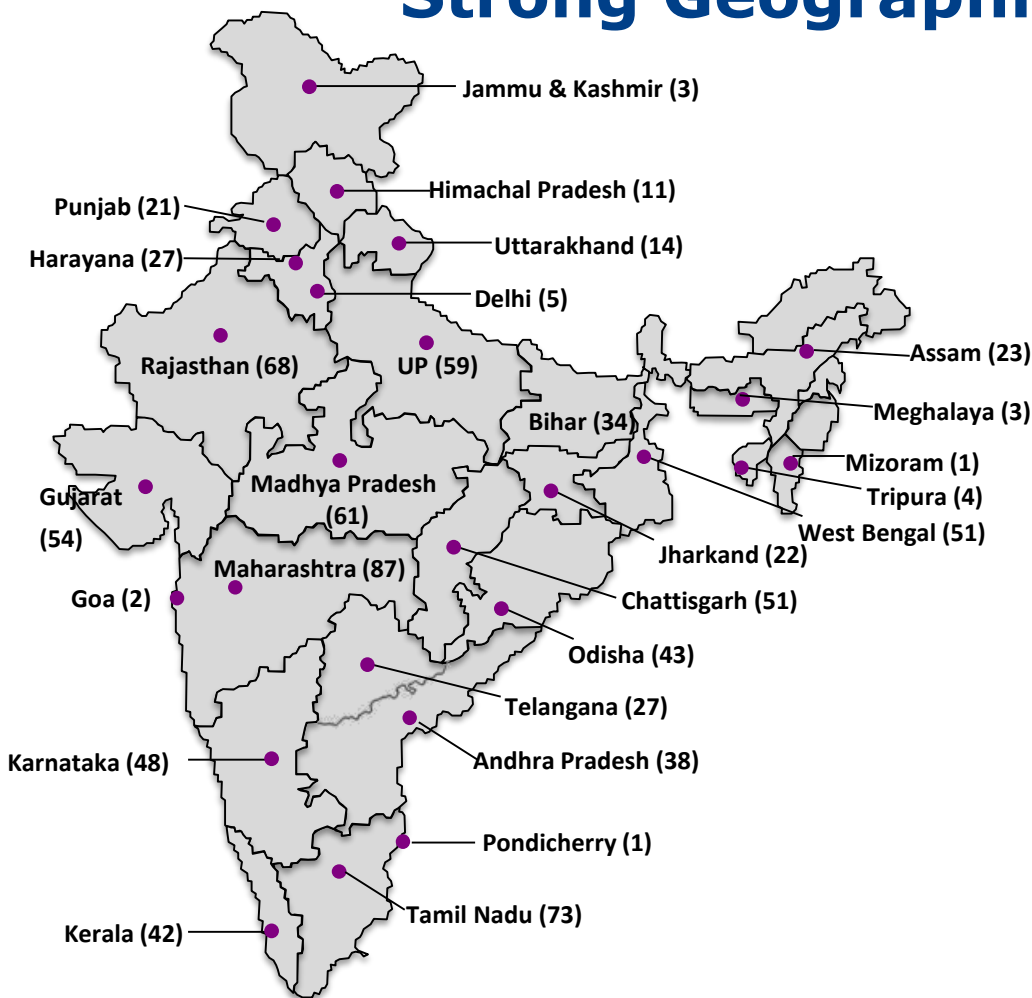 Strong Geographi
Jammu & Kashmir (3)
Himachal Pradesh (11)
Punjab (21)
Uttarakhand (14)
Harayana (27)
Delhi (5)
Assam (23)
Rajasthan (68)
UP (59)
Meghalaya (3)
Bihar (34)
Mizoram (1)
Madhya Pradesh
(61)
Gujarat
(54)
Tripura (4)
West Bengal (51)
Jharkand (22)
Maharashtra (87)
Goa (2)
Chattisgarh (51)
Odisha (43)
Telangana (27)
Karnataka (48)
Andhra Pradesh (38)
Pondicherry (1)
Tamil Nadu (73)
Kerala (42)